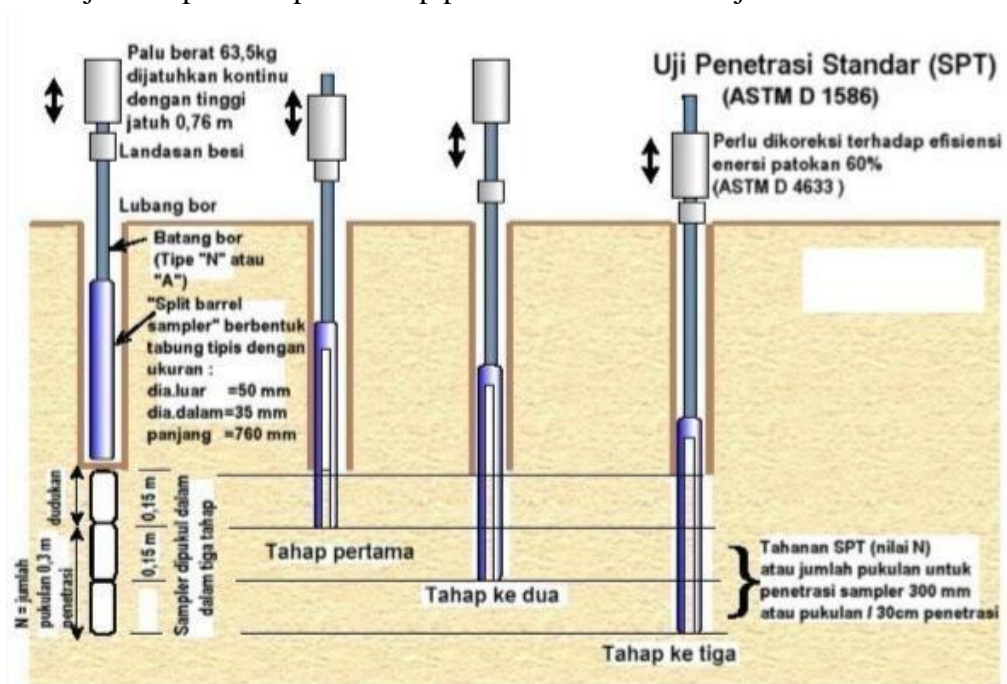 Palu berat 63,5kg
dijatuhkan kontinu
dengan tinggi
jatuh 0,76 m
Landasan besi
Uji Penetrasi Standar (SPT)
(ASTM D 1586)
Perlu dikoreksi terhadap efisiensi
enersi patokan 60%
(ASTM D 4633 )
Lubang bor
Batang bor
(Tipe "N" atau
"A")
"Split barrel
sampler" berbentuk
tabung tipis dengan
ukuran :
dia.luar =50 mm
dia.dalam=35 mm
panjang =760 mm
dudukan
0,15 m
0,15 m
N = jumlah
pukulan 0,3 m
penetrasi
Sampler dipukul dalam
dalam tiga tahap
Tahap pertama
Tahap ke dua
Tahap ke tiga
Tahanan SPT (nilai N)
atau jumlah pukulan untuk
penetrasi sampler 300 mm
atau pukulan / 30cm penetrasi